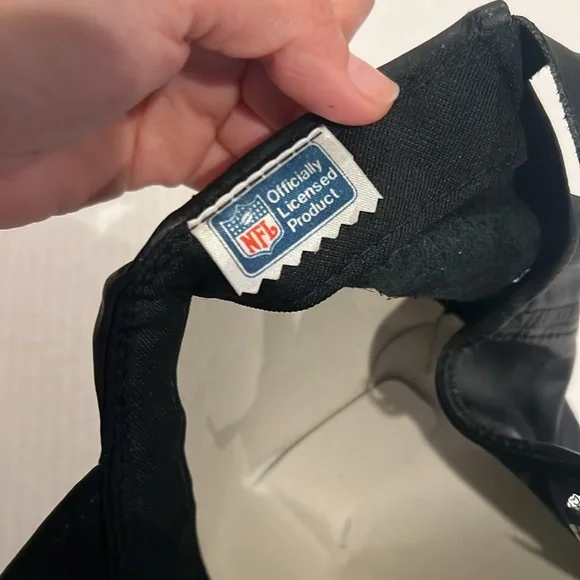 Officially
Licensed
Product
NFL